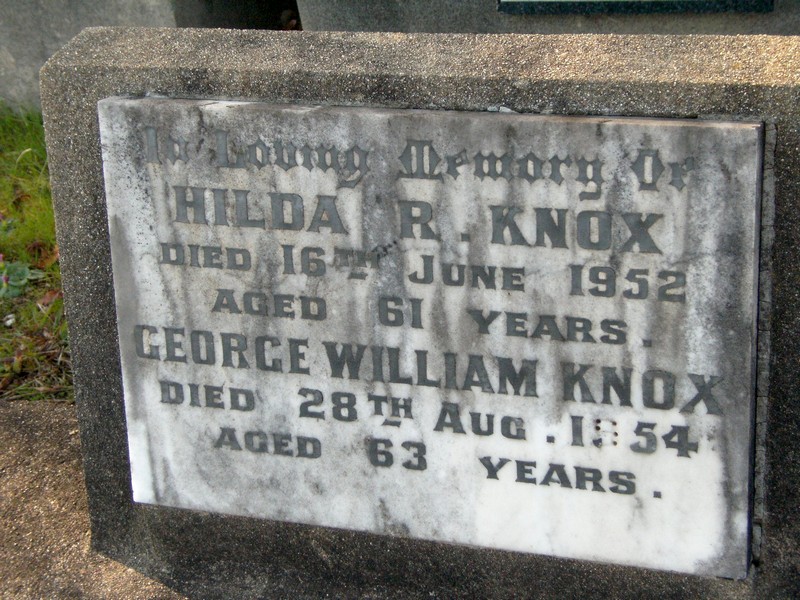 In Loving Memory Of
HILDA R. KNOX
DIED 16TH JUNE 1952
AGED 61 YEARS.
GEORGE WILLIAM KNOX
DIED 28TH AUG. 1954
AGED 63 YEARS.